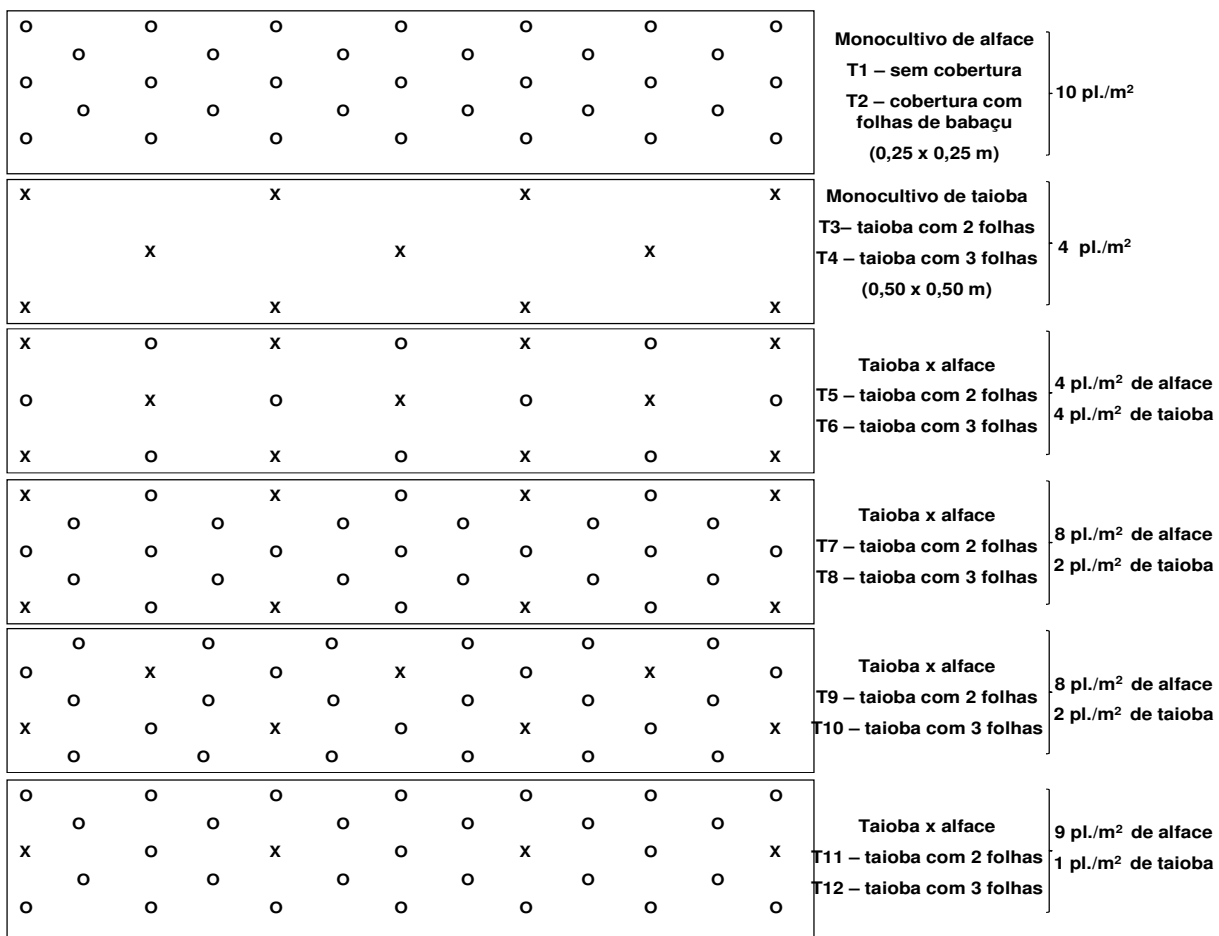 O O O O O O O
O O O O O O
O O O O O O O
O O O O O O
O O O O O O O
Monocultivo de alface
T1 – sem cobertura
T2 – cobertura com
folhas de babaçu
(0,25 x 0,25 m)
10 pl./m²
X X X X
X X X
X X X X
Monocultivo de taioba
T3– taioba com 2 folhas
T4 – taioba com 3 folhas
(0,50 x 0,50 m)
4 pl./m²
X O X O X O X
O X O X O X O
X O X O X O X
Taioba x alface
T5 – taioba com 2 folhas
T6 – taioba com 3 folhas
4 pl./m² de alface
4 pl./m² de taioba
X O X O X O X
O O O O O O
O O O O O O O
O O O O O O
X O X O X O X
Taioba x alface
T7 – taioba com 2 folhas
T8 – taioba com 3 folhas
8 pl./m² de alface
2 pl./m² de taioba
O O O O O O
O X O X O X O
O O O O O O
X O X O X O X
O O O O O O
Taioba x alface
T9 – taioba com 2 folhas
T10 – taioba com 3 folhas
8 pl./m² de alface
2 pl./m² de taioba
O O O O O O O
O O O O O O
X O X O X O X
O O O O O O
O O O O O O O
Taioba x alface
T11 – taioba com 2 folhas
T12 – taioba com 3 folhas
9 pl./m² de alface
1 pl./m² de taioba